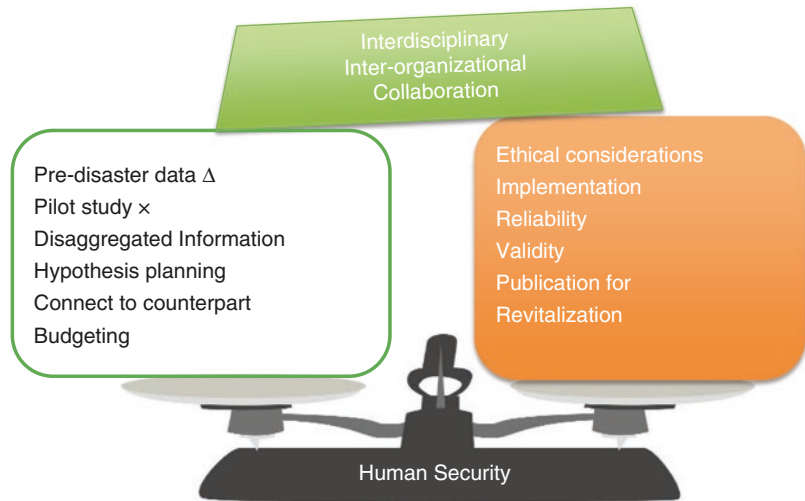 Interdisciplinary
Inter-organizational
Collaboration
Pre-disaster data Δ
Pilot study ×
Disaggregated Information
Hypothesis planning
Connect to counterpart
Budgeting
Ethical considerations
Implementation
Reliability
Validity
Publication for
Revitalization
Human Security